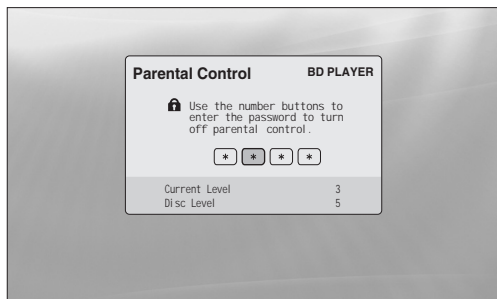 Parental Control BD PLAYER
Use the number buttons to
enter the password to turn
off parental control.
* * * *
Current Level 3
Disc Level 5